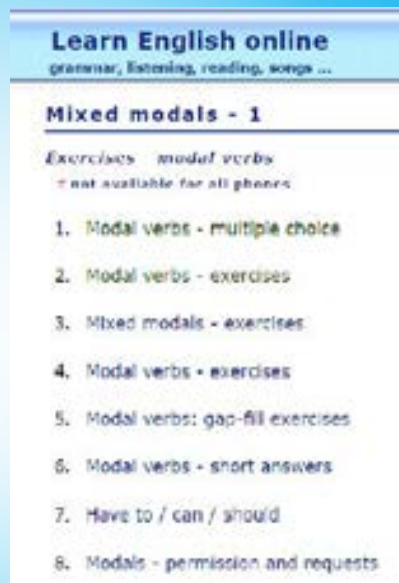 Learn English online
grammar, listening, reading, songs ...
Mixed modals - 1
Exercises modal verbs
not available for all phones
1. Modal verbs - multiple choice
2. Modal verbs - exercises
3. Mixed modals - exercises
4. Modal verbs - exercises
5. Modal verbs: gap-fill exercises
6. Modal verbs - short answers
7. Have to / can / should
8. Modals - permission and requests